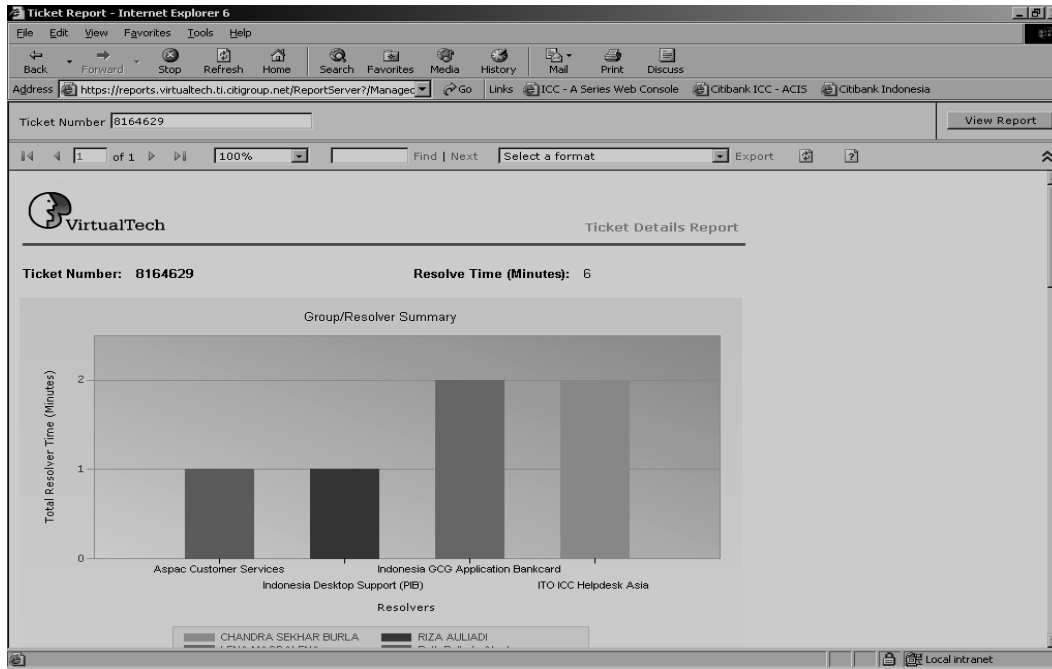 Ticket Report - Internet Explorer 6
File Edit View Favorites Tools Help
Back Forward Stop Refresh Home Search Favorites Media History Mail Print Discuss
Address https://reports.virtualtech.ti.citigroup.net/ReportServer?/Managec Go Links ICC - A Series Web Console Citibank ICC - ACIS Citibank Indonesia
Ticket Number 8164629 View Report
1 of 1 100% Find | Next Select a format Export
VirtualTech
Ticket Details Report
Ticket Number: 8164629 Resolve Time (Minutes): 6
Group/Resolver Summary
Total Resolver Time (Minutes)
2
1
0
Aspac Customer Services Indonesia GCG Application Bankcard
Indonesia Desktop Support (PIB) ITO ICC Helpdesk Asia
Resolvers
CHANDRA SEKHAR BURLA RIZA AULIADI
Local intranet